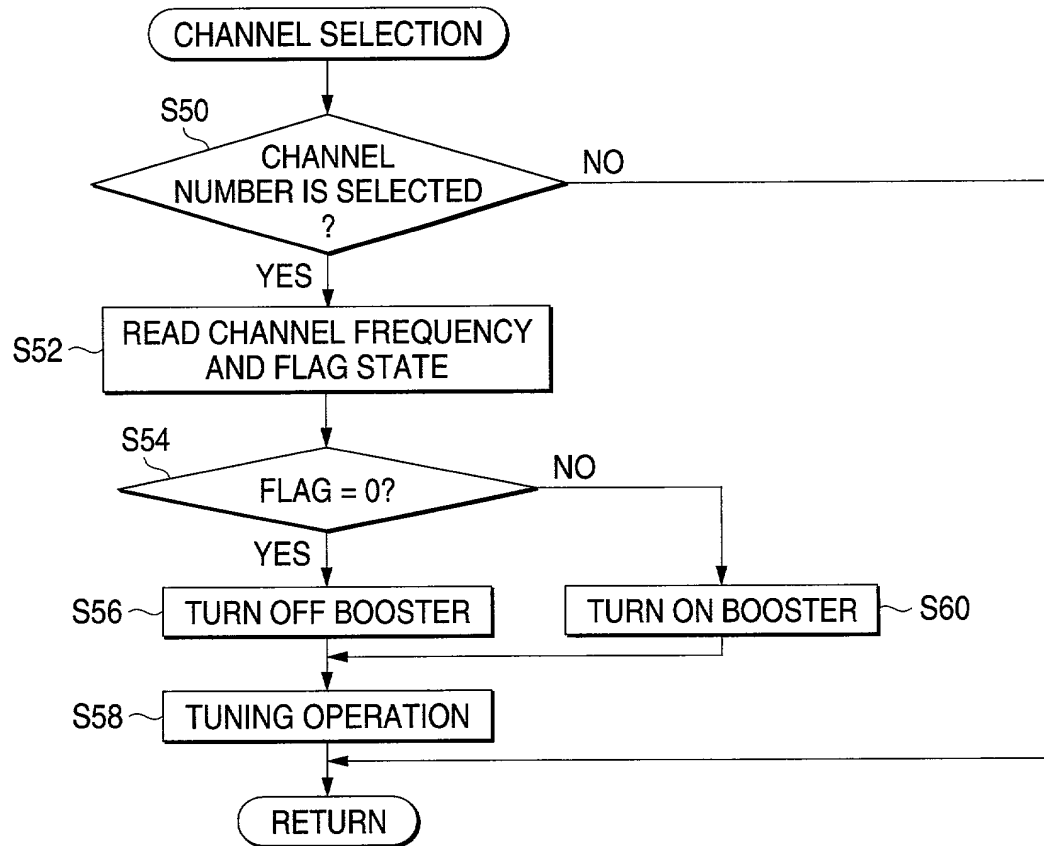 CHANNEL SELECTION
S50
CHANNEL
NUMBER IS SELECTED
?
NO
YES
S52
READ CHANNEL FREQUENCY
AND FLAG STATE
S54
FLAG = 0?
NO
YES
S56
TURN OFF BOOSTER
TURN ON BOOSTER
S60
S58
TUNING OPERATION
RETURN